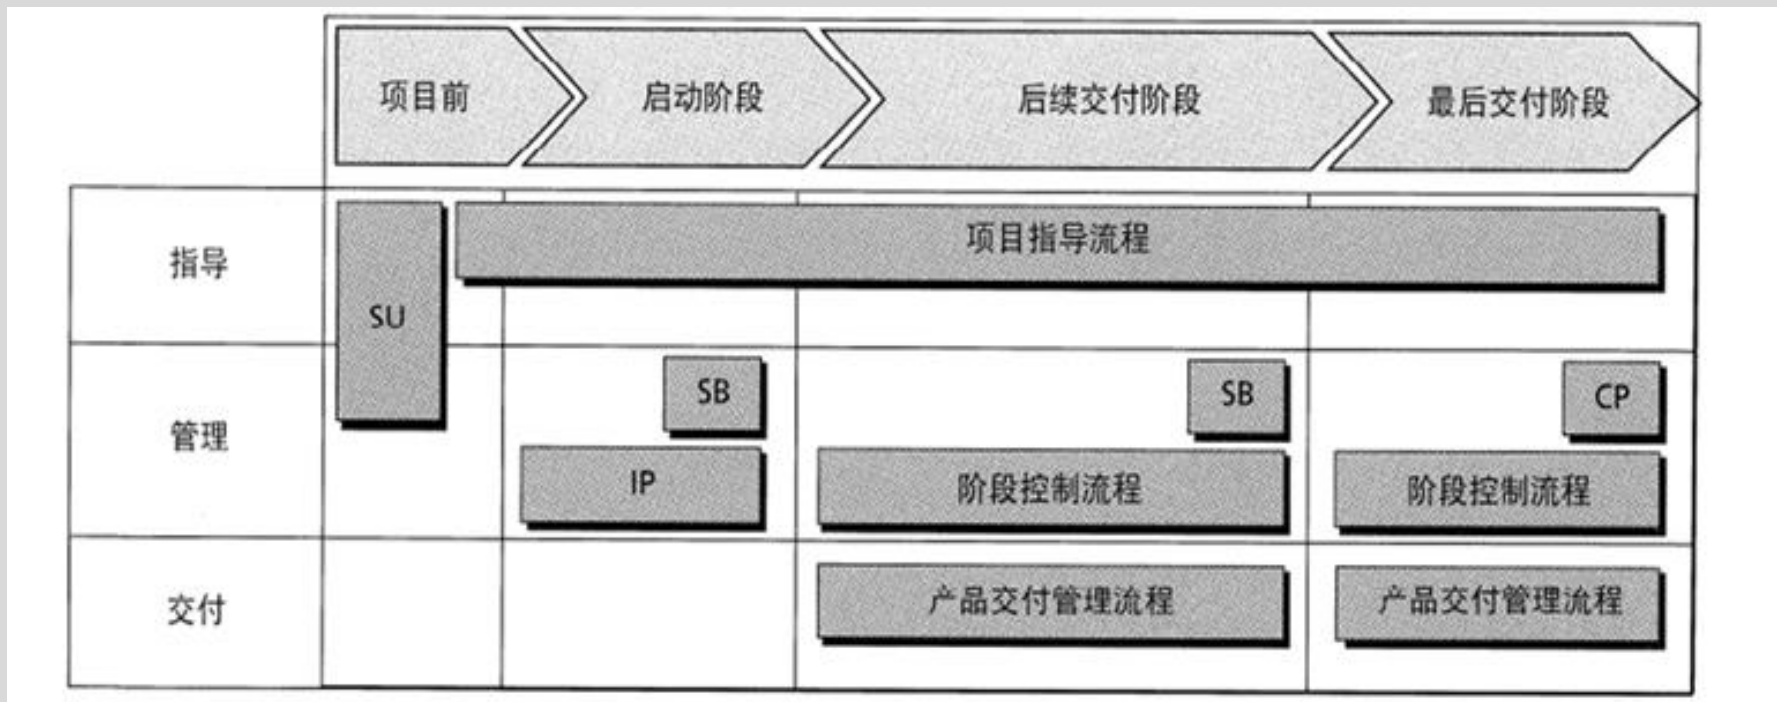 项目前
启动阶段
后续交付阶段
最后交付阶段
指导
项目指导流程
SU
管理
SB
SB
CP
IP
阶段控制流程
阶段控制流程
交付
产品交付管理流程
产品交付管理流程